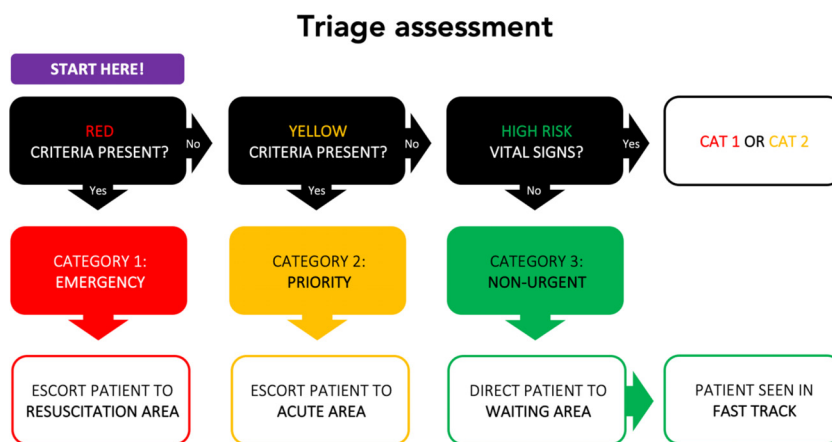 Triage assessment
START HERE!
RED
CRITERIA PRESENT?
No
YELLOW
CRITERIA PRESENT?
No
HIGH RISK
VITAL SIGNS?
Yes
CAT 1 OR CAT 2
Yes
Yes
No
CATEGORY 1:
EMERGENCY
CATEGORY 2:
PRIORITY
CATEGORY 3:
NON-URGENT
ESCORT PATIENT TO
RESUSCITATION AREA
ESCORT PATIENT TO
ACUTE AREA
DIRECT PATIENT TO
WAITING AREA
PATIENT SEEN IN
FAST TRACK